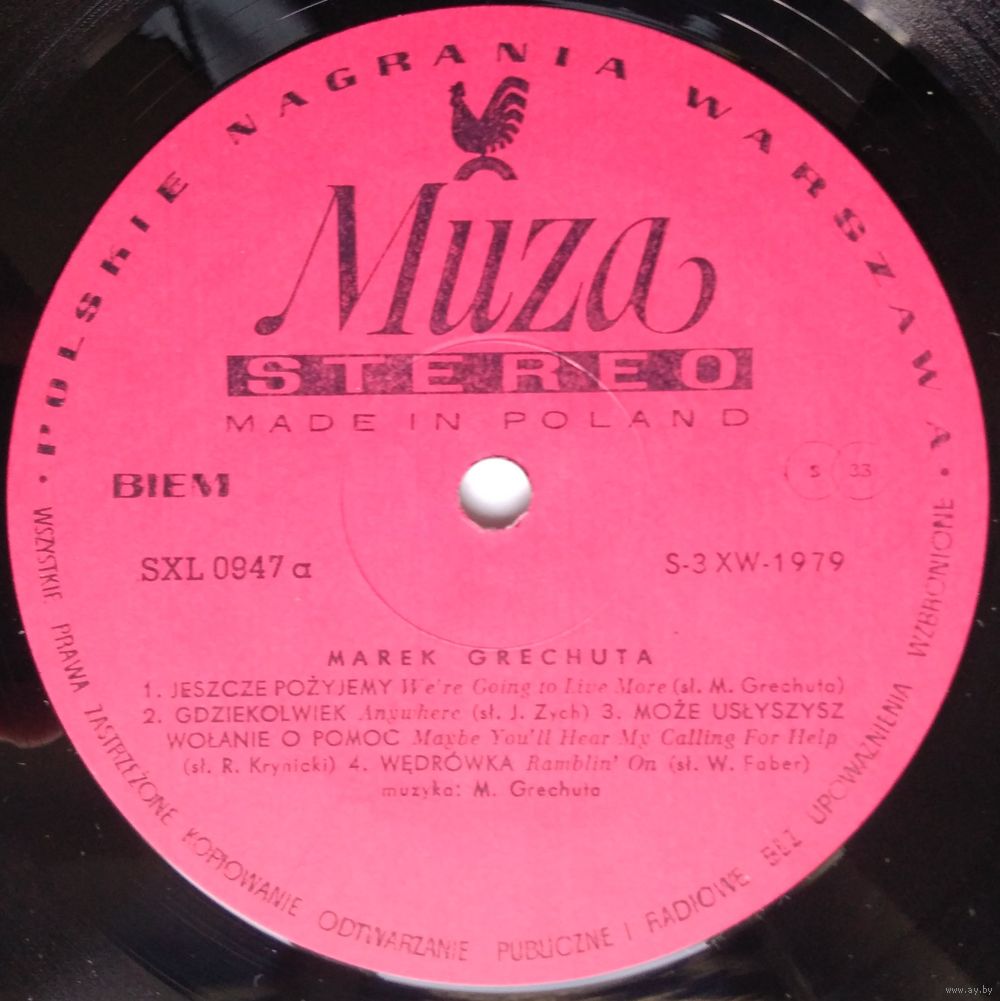 • POLSKIE NAGRANIA WARSZAWA •
Muza
STEREO
MADE IN POLAND
BIEM
S 33
SXL 0947 a
S-3 XW-1979
MAREK GRECHUTA
1. JESZCZE POŻYJEMY We're Going to Live More (sł. M. Grechuta)
2. GDZIEKOLWIEK Anywhere (sł. J. Zych) 3. MOŻE USŁYSZYSZ
WOŁANIE O POMOC Maybe You'll Hear My Calling For Help
(sł. R. Krynicki) 4. WĘDRÓWKA Ramblin' On (sł. W. Faber)
muzyka: M. Grechuta
WSZYSTKIE PRAWA ZASTRZEŻONE KOPIOWANIE ODTWARZANIE PUBLICZNE I RADIOWE BEZ UPOWAŻNIENIA WZBRONIONE
www.ay.by